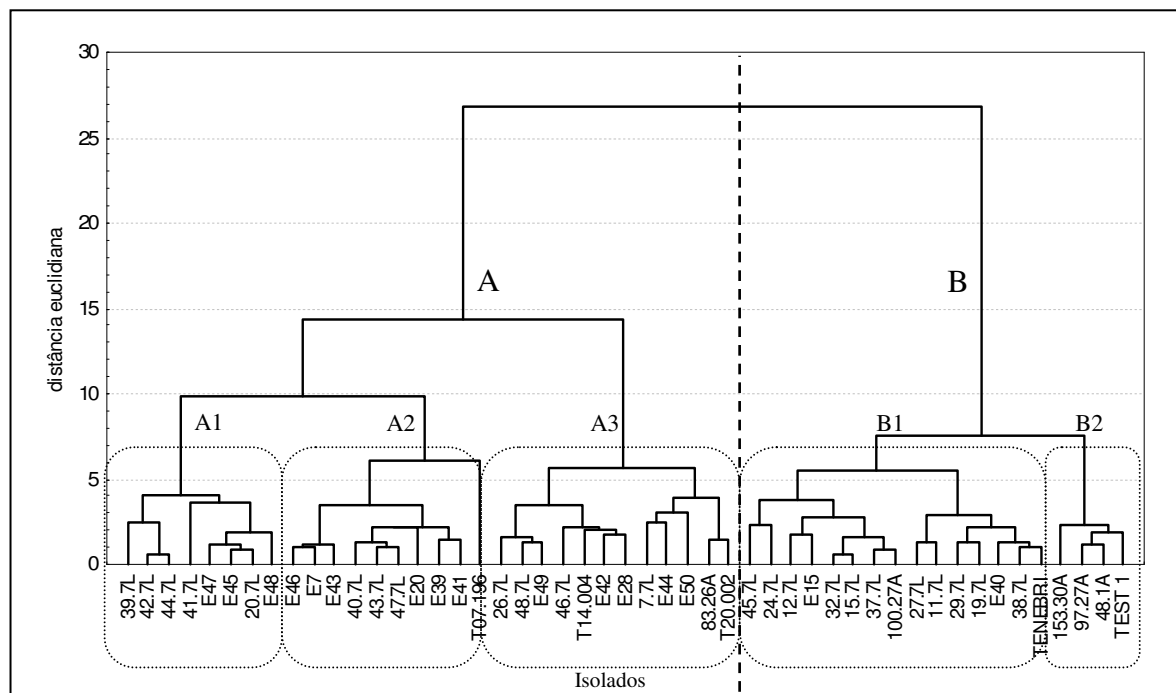 30
25
20
15
10
5
0
distância euclidiana
A
B
A1
A2
A3
B1
B2
39.7L
42.7L
44.7L
41.7L
E47
E45
20.7L
E48
E46
E7
E43
40.7L
43.7L
47.7L
E20
E39
E41
T07.196
26.7L
48.7L
E49
46.7L
T14.004
E42
E28
7.7L
E44
E50
83.26A
T20.002
45.7L
24.7L
12.7L
E15
32.7L
15.7L
37.7L
100.27A
27.7L
11.7L
29.7L
19.7L
E40
38.7L
TENEBRI
153.30A
97.27A
48.1A
TEST 1
Isolados